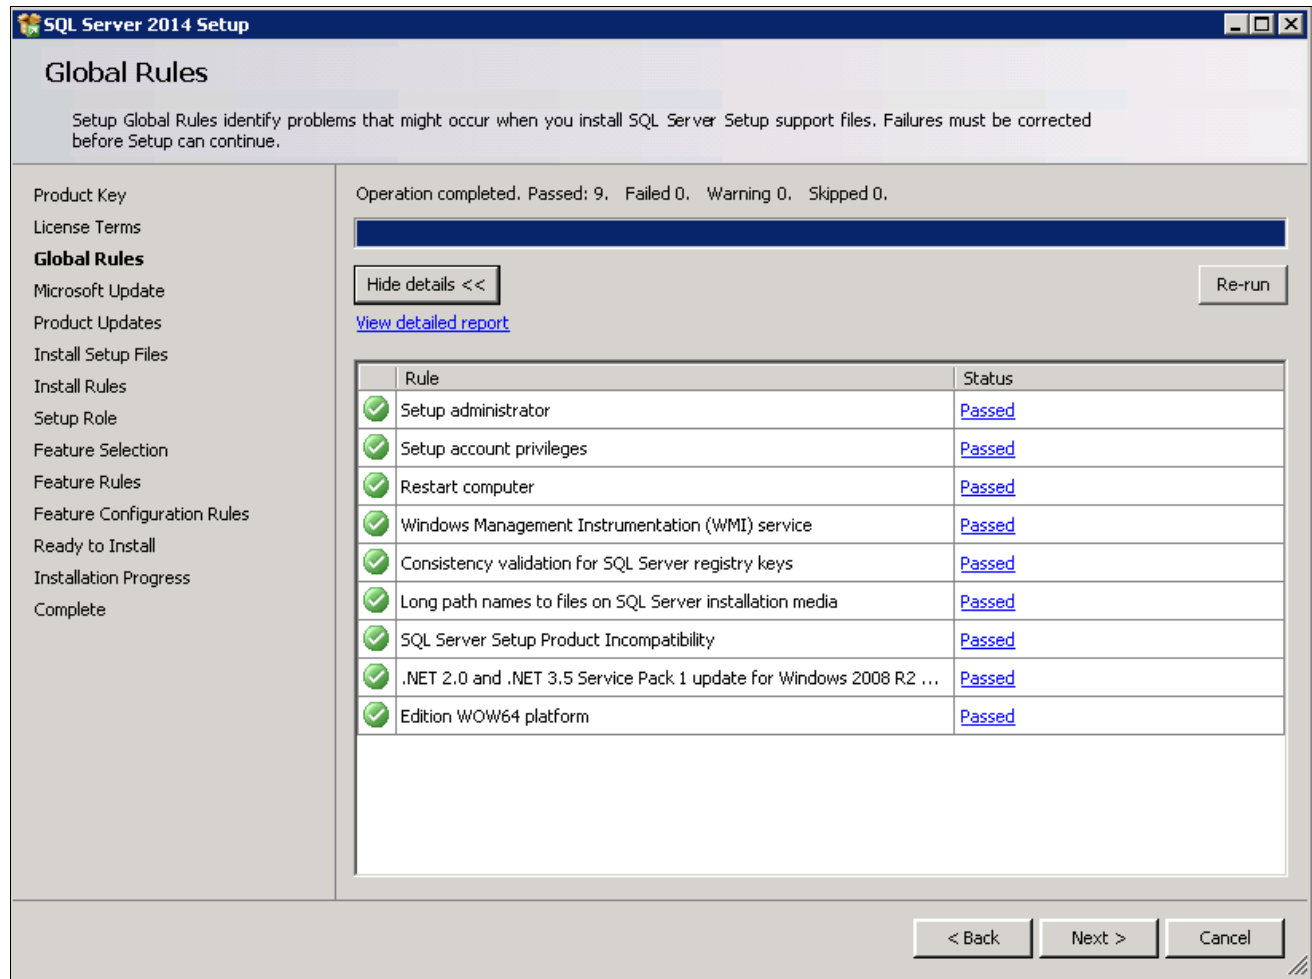 SQL Server 2014 Setup
Global Rules
Setup Global Rules identify problems that might occur when you install SQL Server Setup support files. Failures must be corrected
before Setup can continue.
Product Key
License Terms
Global Rules
Microsoft Update
Product Updates
Install Setup Files
Install Rules
Setup Role
Feature Selection
Feature Rules
Feature Configuration Rules
Ready to Install
Installation Progress
Complete
Operation completed. Passed: 9.   Failed 0.   Warning 0.   Skipped 0.
Hide details <<
Re-run
View detailed report
Rule Status
Setup administrator Passed
Setup account privileges Passed
Restart computer Passed
Windows Management Instrumentation (WMI) service Passed
Consistency validation for SQL Server registry keys Passed
Long path names to files on SQL Server installation media Passed
SQL Server Setup Product Incompatibility Passed
.NET 2.0 and .NET 3.5 Service Pack 1 update for Windows 2008 R2 ... Passed
Edition WOW64 platform Passed
< Back
Next >
Cancel